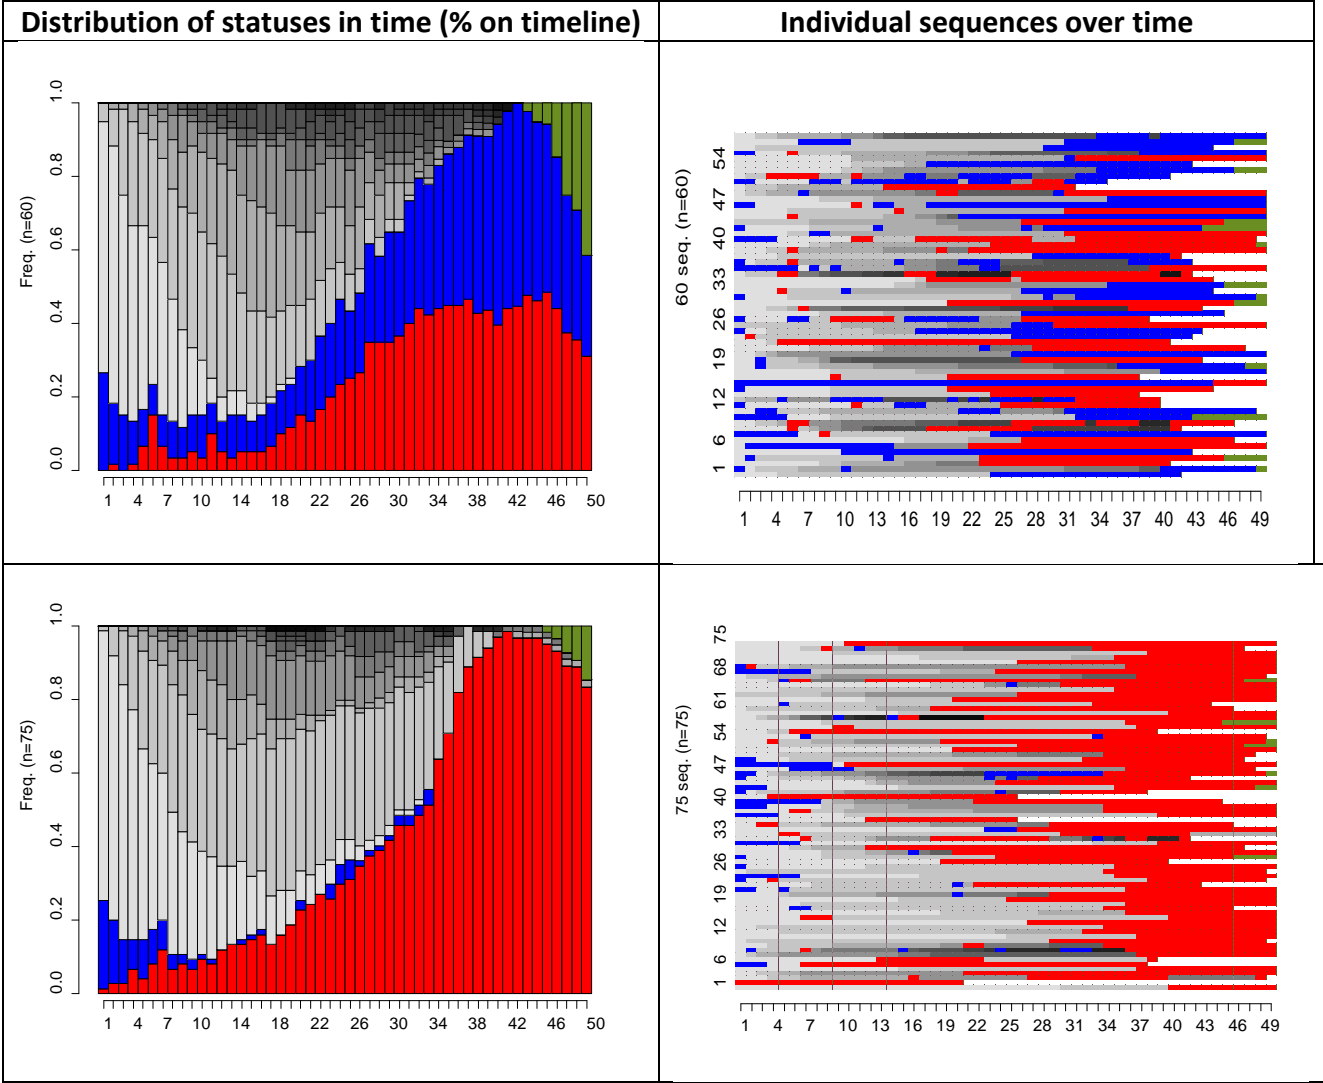 Distribution of statuses in time (% on timeline)
Individual sequences over time
Freq. (n=60)
0.0 0.2 0.4 0.6 0.8 1.0
1 4 7 10 14 18 22 26 30 34 38 42 46 50
60 seq. (n=60)
1 6 12 19 26 33 40 47 54
1 4 7 10 13 16 19 22 25 28 31 34 37 40 43 46 49
Freq. (n=75)
0.0 0.2 0.4 0.6 0.8 1.0
1 4 7 10 14 18 22 26 30 34 38 42 46 50
75 seq. (n=75)
1 6 12 19 26 33 40 47 54 61 68 75
1 4 7 10 13 16 19 22 25 28 31 34 37 40 43 46 49